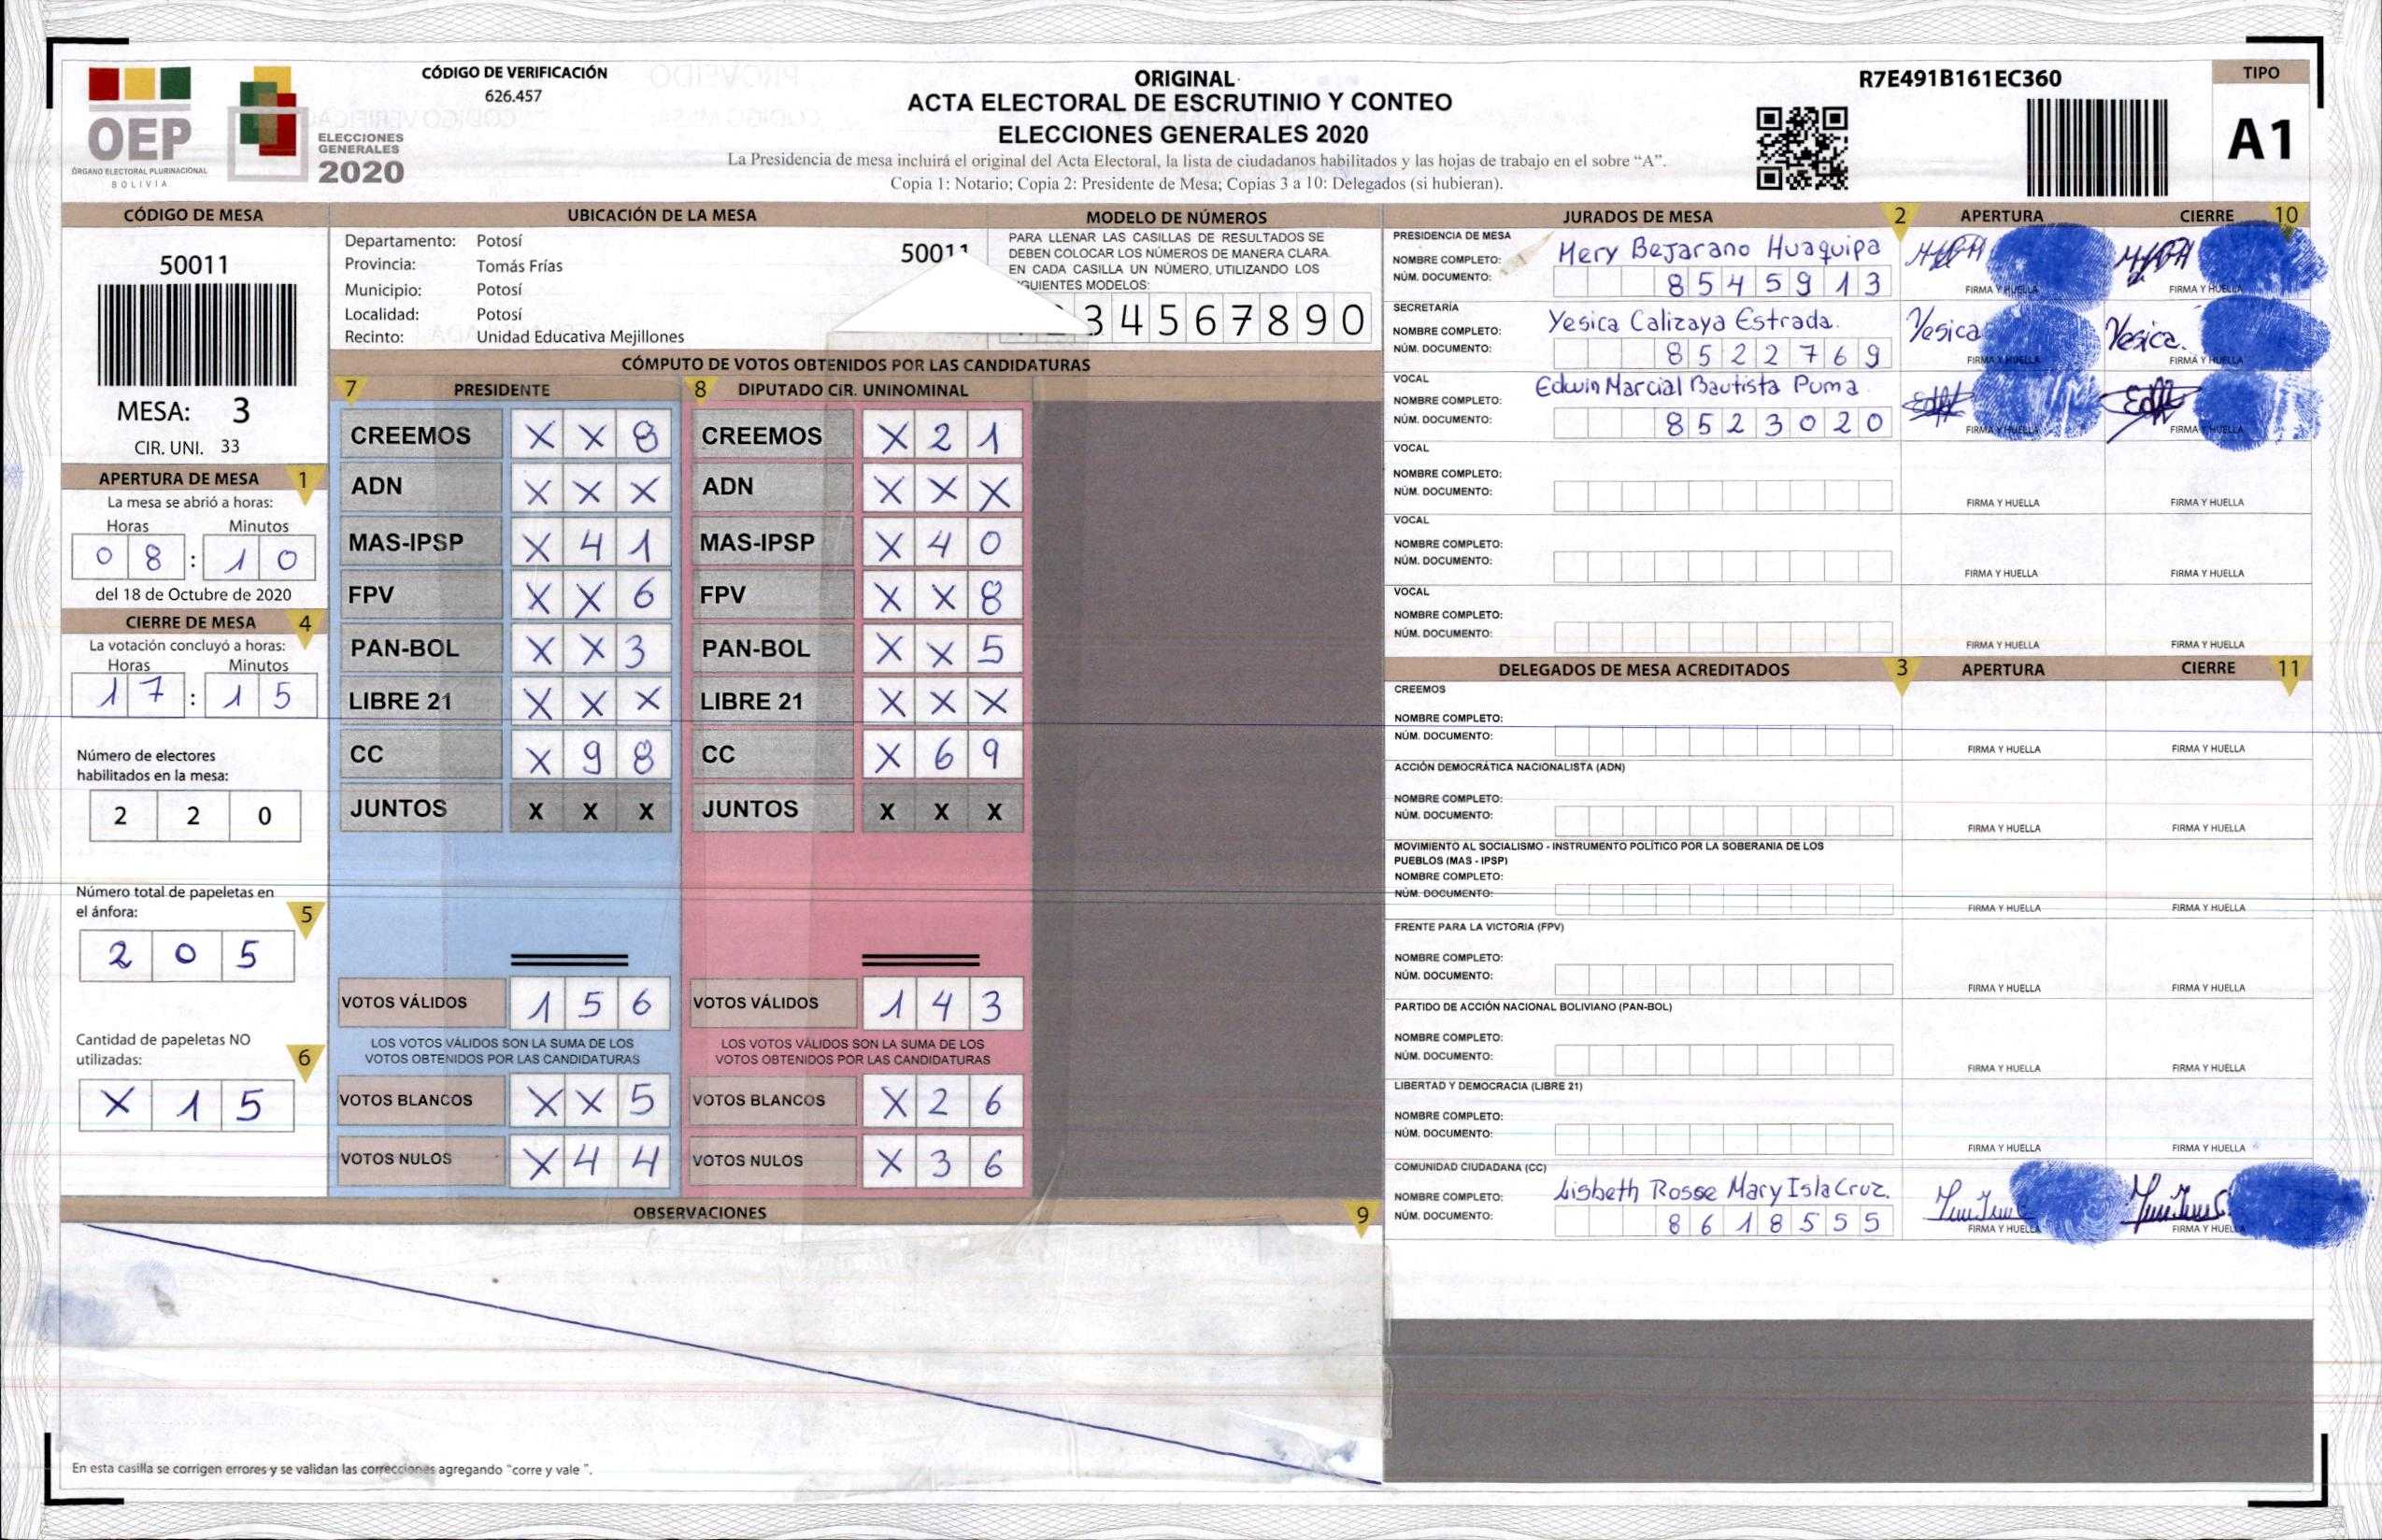 CÓDIGO DE VERIFICACIÓN
626.457
OEP
ÓRGANO ELECTORAL PLURINACIONAL
BOLIVIA
ELECCIONES
GENERALES
2020
ORIGINAL
ACTA ELECTORAL DE ESCRUTINIO Y CONTEO
ELECCIONES GENERALES 2020
La Presidencia de mesa incluirá el original del Acta Electoral, la lista de ciudadanos habilitados y las hojas de trabajo en el sobre “A”.
Copia 1: Notario; Copia 2: Presidente de Mesa; Copias 3 a 10: Delegados (si hubieran).
R7E491B161EC360
TIPO
A1
CÓDIGO DE MESA
50011
MESA: 3
CIR. UNI. 33
APERTURA DE MESA 1
La mesa se abrió a horas:
Horas Minutos
0 8 : 1 0
del 18 de Octubre de 2020
CIERRE DE MESA 4
La votación concluyó a horas:
Horas Minutos
1 7 : 1 5
Número de electores
habilitados en la mesa:
2 2 0
Número total de papeletas en
el ánfora: 5
2 0 5
Cantidad de papeletas NO
utilizadas: 6
X 1 5
UBICACIÓN DE LA MESA
Departamento: Potosí
Provincia: Tomás Frías
Municipio: Potosí
Localidad: Potosí
Recinto: Unidad Educativa Mejillones
50011
MODELO DE NÚMEROS
PARA LLENAR LAS CASILLAS DE RESULTADOS SE
DEBEN COLOCAR LOS NÚMEROS DE MANERA CLARA.
EN CADA CASILLA UN NÚMERO, UTILIZANDO LOS
GUIENTES MODELOS:
3 4 5 6 7 8 9 0
CÓMPUTO DE VOTOS OBTENIDOS POR LAS CANDIDATURAS
7 PRESIDENTE
CREEMOS X X 8
ADN X X X
MAS-IPSP X 4 1
FPV X X 6
PAN-BOL X X 3
LIBRE 21 X X X
CC X 9 8
JUNTOS X X X
VOTOS VÁLIDOS 1 5 6
LOS VOTOS VÁLIDOS SON LA SUMA DE LOS
VOTOS OBTENIDOS POR LAS CANDIDATURAS
VOTOS BLANCOS X X 5
VOTOS NULOS X 4 4
8 DIPUTADO CIR. UNINOMINAL
CREEMOS X 2 1
ADN X X X
MAS-IPSP X 4 0
FPV X X 8
PAN-BOL X X 5
LIBRE 21 X X X
CC X 6 9
JUNTOS X X X
VOTOS VÁLIDOS 1 4 3
LOS VOTOS VÁLIDOS SON LA SUMA DE LOS
VOTOS OBTENIDOS POR LAS CANDIDATURAS
VOTOS BLANCOS X 2 6
VOTOS NULOS X 3 6
OBSERVACIONES 9
En esta casilla se corrigen errores y se validan las correcciones agregando “corre y vale ”.
JURADOS DE MESA 2 APERTURA CIERRE 10
PRESIDENCIA DE MESA
NOMBRE COMPLETO: Mery Bejarano Huaquipa
NÚM. DOCUMENTO: 8 5 4 5 9 1 3
FIRMA Y HUELLA FIRMA Y HUELLA
SECRETARÍA
NOMBRE COMPLETO: Yesica Calizaya Estrada. Yesica Yesica.
NÚM. DOCUMENTO: 8 5 2 2 7 6 9
FIRMA Y HUELLA FIRMA Y HUELLA
VOCAL
NOMBRE COMPLETO: Edwin Marcial Bautista Puma
NÚM. DOCUMENTO: 8 5 2 3 0 2 0
FIRMA Y HUELLA FIRMA Y HUELLA
VOCAL
NOMBRE COMPLETO:
NÚM. DOCUMENTO:
FIRMA Y HUELLA FIRMA Y HUELLA
VOCAL
NOMBRE COMPLETO:
NÚM. DOCUMENTO:
FIRMA Y HUELLA FIRMA Y HUELLA
VOCAL
NOMBRE COMPLETO:
NÚM. DOCUMENTO:
FIRMA Y HUELLA FIRMA Y HUELLA
DELEGADOS DE MESA ACREDITADOS 3 APERTURA CIERRE 11
CREEMOS
NOMBRE COMPLETO:
NÚM. DOCUMENTO:
FIRMA Y HUELLA FIRMA Y HUELLA
ACCIÓN DEMOCRÁTICA NACIONALISTA (ADN)
NOMBRE COMPLETO:
NÚM. DOCUMENTO:
FIRMA Y HUELLA FIRMA Y HUELLA
MOVIMIENTO AL SOCIALISMO - INSTRUMENTO POLÍTICO POR LA SOBERANIA DE LOS
PUEBLOS (MAS - IPSP)
NOMBRE COMPLETO:
NÚM. DOCUMENTO:
FIRMA Y HUELLA FIRMA Y HUELLA
FRENTE PARA LA VICTORIA (FPV)
NOMBRE COMPLETO:
NÚM. DOCUMENTO:
FIRMA Y HUELLA FIRMA Y HUELLA
PARTIDO DE ACCIÓN NACIONAL BOLIVIANO (PAN-BOL)
NOMBRE COMPLETO:
NÚM. DOCUMENTO:
FIRMA Y HUELLA FIRMA Y HUELLA
LIBERTAD Y DEMOCRACIA (LIBRE 21)
NOMBRE COMPLETO:
NÚM. DOCUMENTO:
FIRMA Y HUELLA FIRMA Y HUELLA
COMUNIDAD CIUDADANA (CC)
NOMBRE COMPLETO: Lisbeth Rosse Mary Isla Cruz.
NÚM. DOCUMENTO: 8 6 1 8 5 5 5
FIRMA Y HUELLA FIRMA Y HUELLA